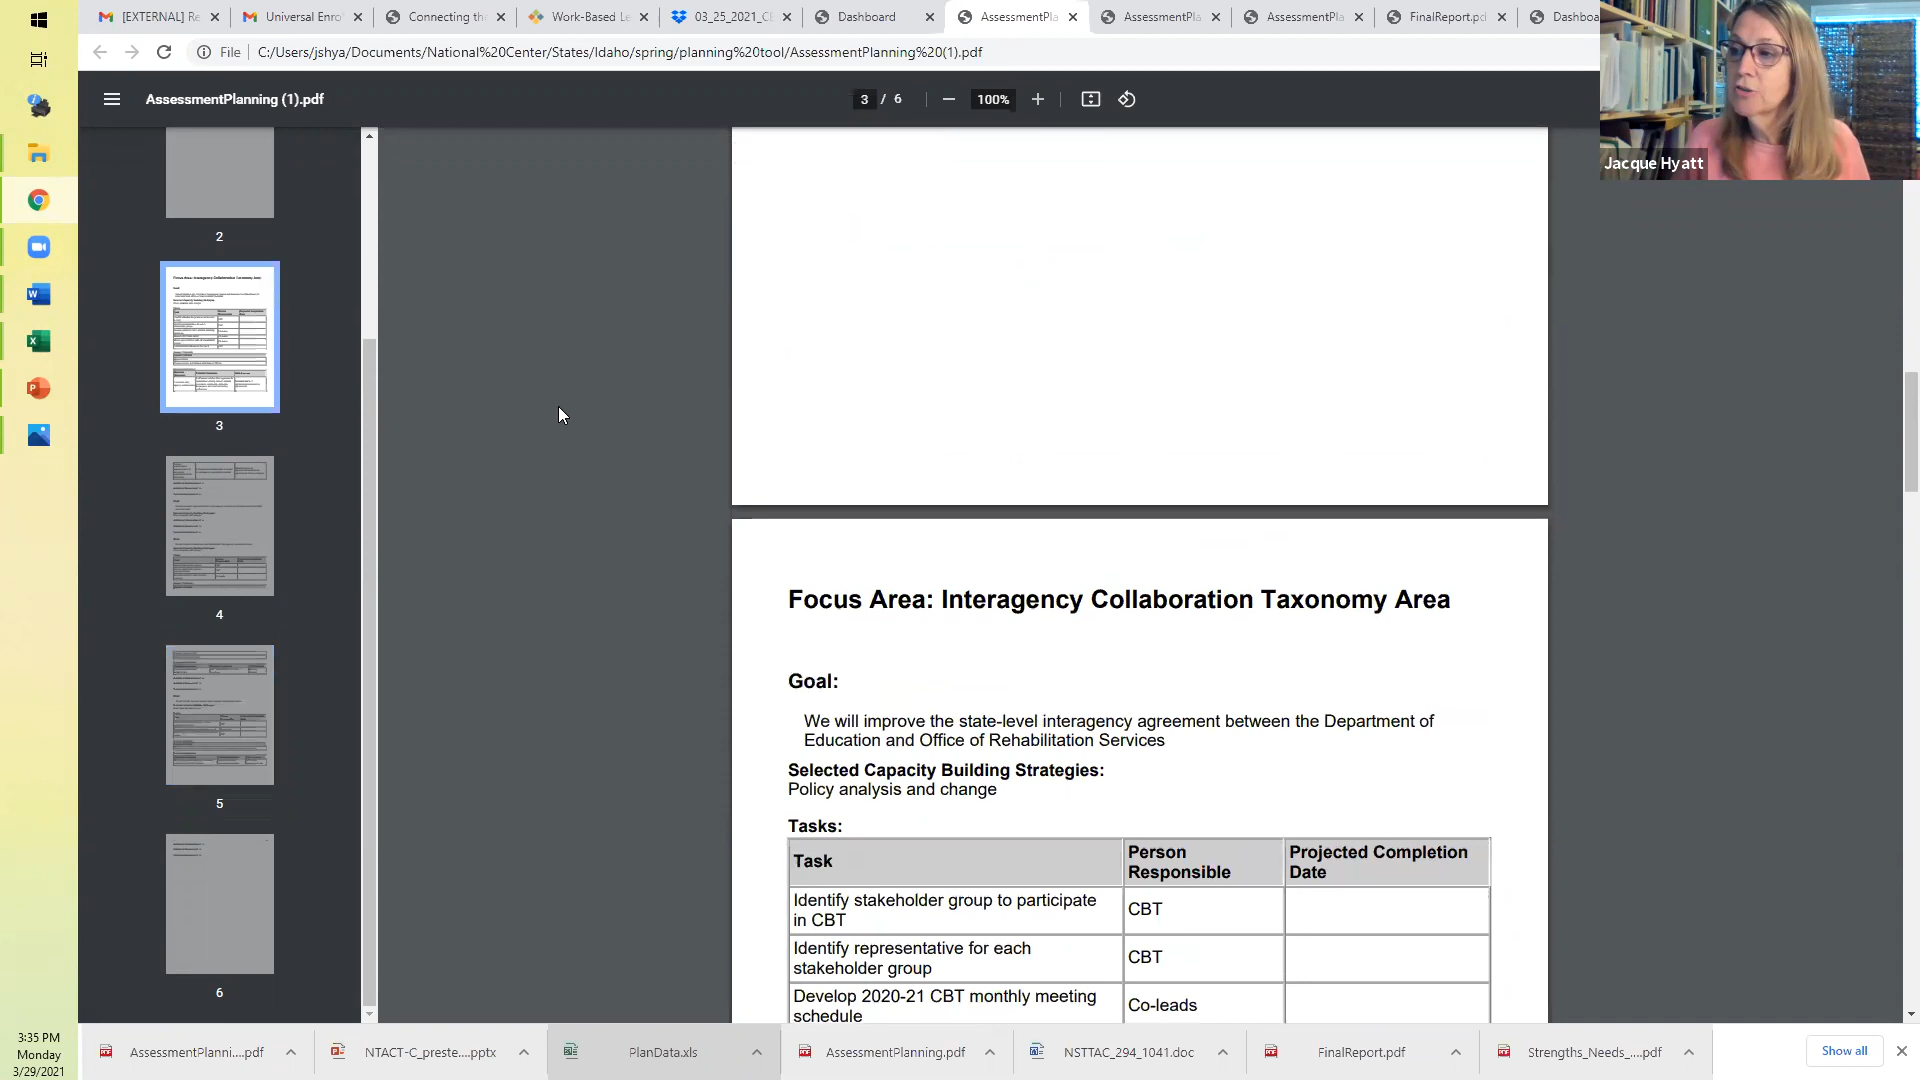 [EXTERNAL] Re
Universal Enro
Connecting th
Work-Based Le
03_25_2021_CB
Dashboard
AssessmentPla
AssessmentPla
AssessmentPla
FinalReport.pd
Dashboa
File
C:/Users/jshya/Documents/National%20Center/States/Idaho/spring/planning%20tool/AssessmentPlanning%20(1).pdf
AssessmentPlanning (1).pdf
3 / 6
100%
Jacque Hyatt
2
3
4
5
6
Focus Area: Interagency Collaboration Taxonomy Area
Goal:
We will improve the state-level interagency agreement between the Department of
Education and Office of Rehabilitation Services
Selected Capacity Building Strategies:
Policy analysis and change
Tasks:
Task
Person
Responsible
Projected Completion
Date
Identify stakeholder group to participate
in CBT
CBT
Identify representative for each
stakeholder group
CBT
Develop 2020-21 CBT monthly meeting
schedule
Co-leads
3:35 PM
Monday
3/29/2021
AssessmentPlanni....pdf
NTACT-C_preste....pptx
PlanData.xls
AssessmentPlanning.pdf
NSTTAC_294_1041.doc
FinalReport.pdf
Strengths_Needs_....pdf
Show all